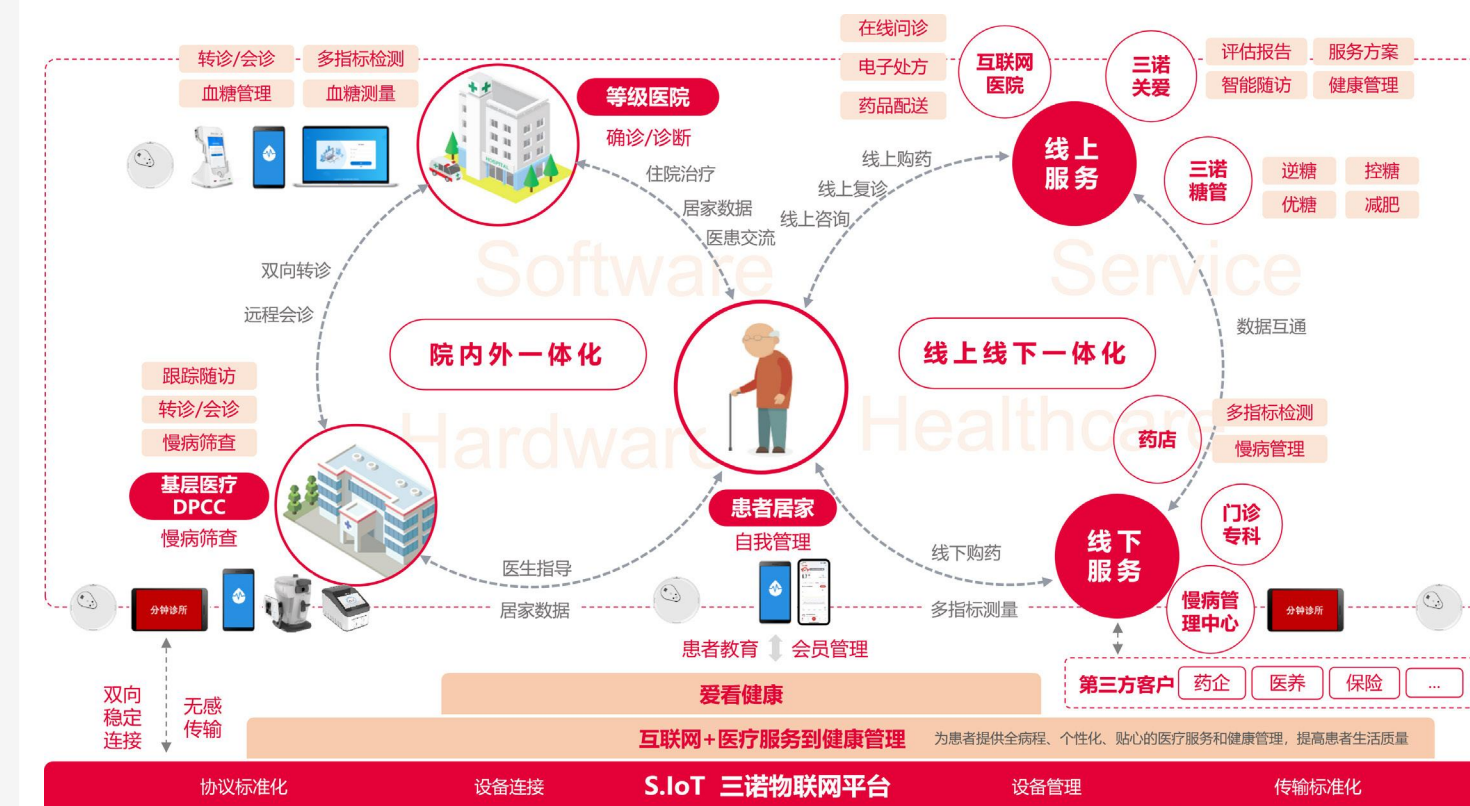 转诊/会诊
多指标检测
血糖管理
血糖测量
等级医院
确诊/诊断
住院治疗
居家数据
医患交流
在线问诊
电子处方
药品配送
互联网
医院
三诺
关爱
评估报告
服务方案
智能随访
健康管理
线上
服务
三诺
糖管
逆糖
控糖
优糖
减肥
线上购药
线上复诊
线上咨询
Software
Service
双向转诊
远程会诊
院内外一体化
线上线下一体化
数据互通
跟踪随访
转诊/会诊
慢病筛查
Hardware
Healthcare
药店
多指标检测
慢病管理
基层医疗
DPCC
慢病筛查
患者居家
自我管理
门诊
专科
线下
服务
线下购药
多指标测量
医生指导
居家数据
分钟诊所
慢病管
理中心
分钟诊所
患者教育
会员管理
第三方客户
药企
医养
保险
...
双向
稳定
连接
无感
传输
爱看健康
互联网+医疗服务到健康管理
为患者提供全病程、个性化、贴心的医疗服务和健康管理，提高患者生活质量
协议标准化
设备连接
S.IoT 三诺物联网平台
设备管理
传输标准化
HOSPITAL